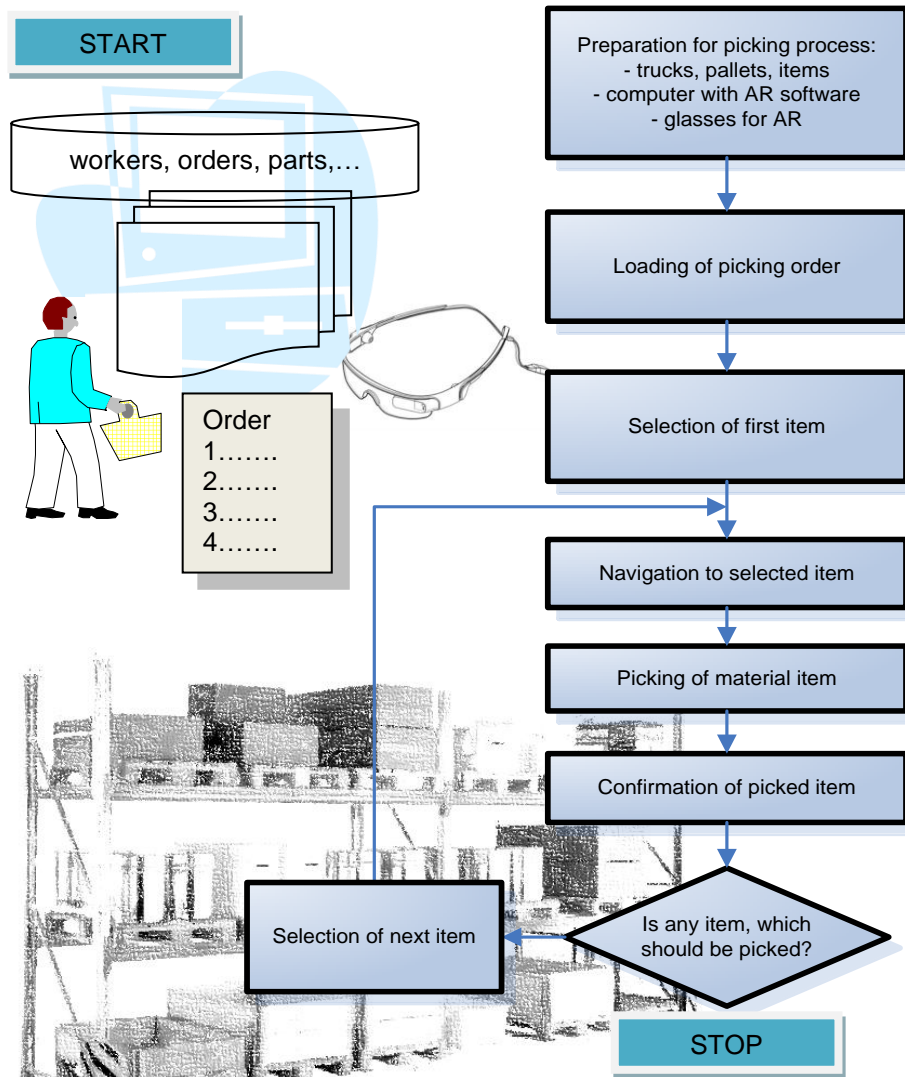 START
workers, orders, parts,…
Order
1…….
2…….
3…….
4…….
Preparation for picking process:
- trucks, pallets, items
- computer with AR software
- glasses for AR
Loading of picking order
Selection of first item
Navigation to selected item
Picking of material item
Confirmation of picked item
Is any item, which
should be picked?
Selection of next item
STOP